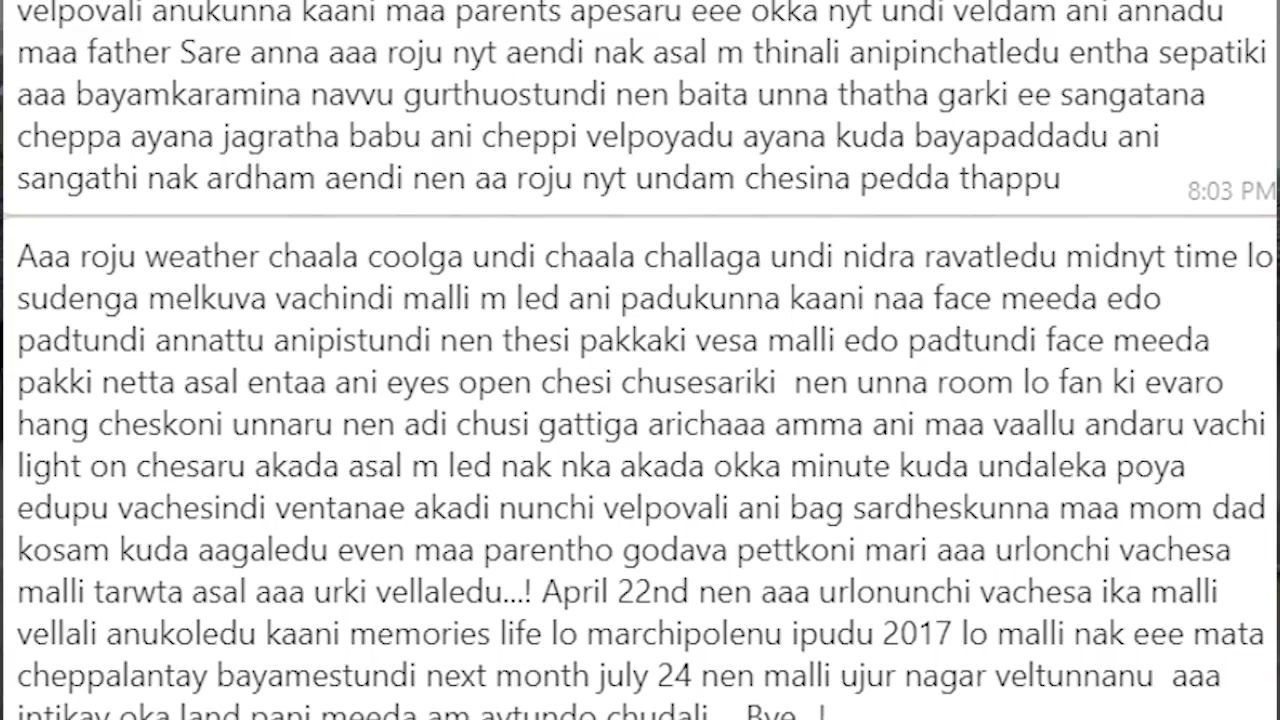 velpovali anukunna kaani maa parents apesaru eee okka nyt undi veldam ani annadu
maa father Sare anna aaa roju nyt aendi nak asal m thinali anipinchatledu entha sepatiki
aaa bayamkaramina navvu gurthuostundi nen baita unna thatha garki ee sangatana
cheppa ayana jagratha babu ani cheppi velpoyadu ayana kuda bayapaddadu ani
sangathi nak ardham aendi nen aa roju nyt undam chesina pedda thappu
8:03 PM
Aaa roju weather chaala coolga undi chaala challaga undi nidra ravatledu midnyt time lo
sudenga melkuva vachindi malli m led ani padukunna kaani naa face meeda edo
padtundi annattu anipistundi nen thesi pakkaki vesa malli edo padtundi face meeda
pakki netta asal entaa ani eyes open chesi chusesariki  nen unna room lo fan ki evaro
hang cheskoni unnaru nen adi chusi gattiga arichaaa amma ani maa vaallu andaru vachi
light on chesaru akada asal m led nak nka akada okka minute kuda undaleka poya
edupu vachesindi ventanae akadi nunchi velpovali ani bag sardheskunna maa mom dad
kosam kuda aagaledu even maa parentho godava pettkoni mari aaa urlonchi vachesa
malli tarwta asal aaa urki vellaledu...! April 22nd nen aaa urlonunchi vachesa ika malli
vellali anukoledu kaani memories life lo marchipolenu ipudu 2017 lo malli nak eee mata
cheppalantay bayamestundi next month july 24 nen malli ujur nagar veltunnanu  aaa
intikay oka land pani meeda am avtundo chudali... Bye..!